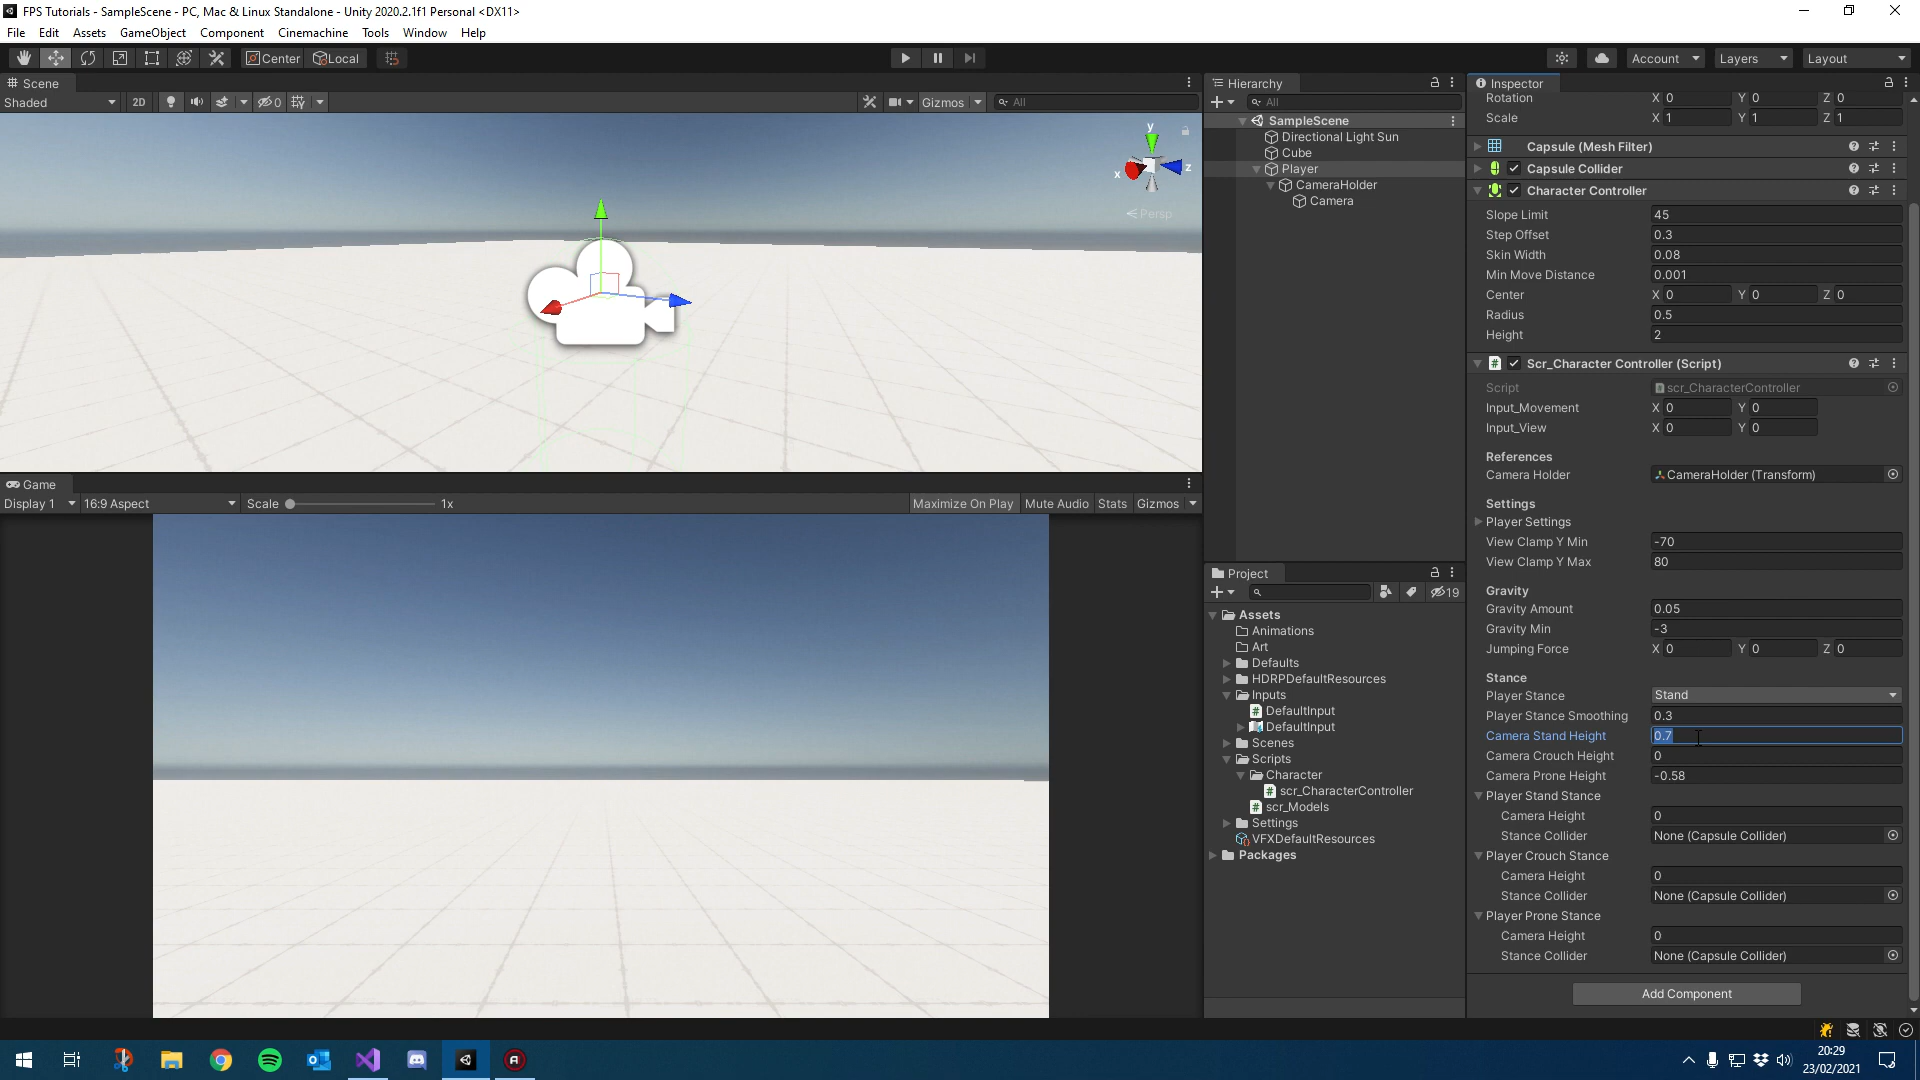 FPS Tutorials - SampleScene - PC, Mac & Linux Standalone - Unity 2020.2.1f1 Personal <DX11>
File Edit Assets GameObject Component Cinemachine Tools Window Help
Center Local Account Layers Layout
Scene
Shaded 2D 0 Gizmos All
y
x z
Persp
Game
Display 1 16:9 Aspect Scale 1x Maximize On Play Mute Audio Stats Gizmos
Hierarchy
All
SampleScene
Directional Light Sun
Cube
Player
CameraHolder
Camera
Project
19
Assets
Animations
Art
Defaults
HDRPDefaultResources
Inputs
DefaultInput
DefaultInput
Scenes
Scripts
Character
scr_CharacterController
scr_Models
Settings
VFXDefaultResources
Packages
Inspector
Rotation X 0 Y 0 Z 0
Scale X 1 Y 1 Z 1
Capsule (Mesh Filter)
Capsule Collider
Character Controller
Slope Limit 45
Step Offset 0.3
Skin Width 0.08
Min Move Distance 0.001
Center X 0 Y 0 Z 0
Radius 0.5
Height 2
Scr_Character Controller (Script)
Script scr_CharacterController
Input_Movement X 0 Y 0
Input_View X 0 Y 0
References
Camera Holder CameraHolder (Transform)
Settings
Player Settings
View Clamp Y Min -70
View Clamp Y Max 80
Gravity
Gravity Amount 0.05
Gravity Min -3
Jumping Force X 0 Y 0 Z 0
Stance
Player Stance Stand
Player Stance Smoothing 0.3
Camera Stand Height 0.7
Camera Crouch Height 0
Camera Prone Height -0.58
Player Stand Stance
Camera Height 0
Stance Collider None (Capsule Collider)
Player Crouch Stance
Camera Height 0
Stance Collider None (Capsule Collider)
Player Prone Stance
Camera Height 0
Stance Collider None (Capsule Collider)
Add Component
20:29
23/02/2021